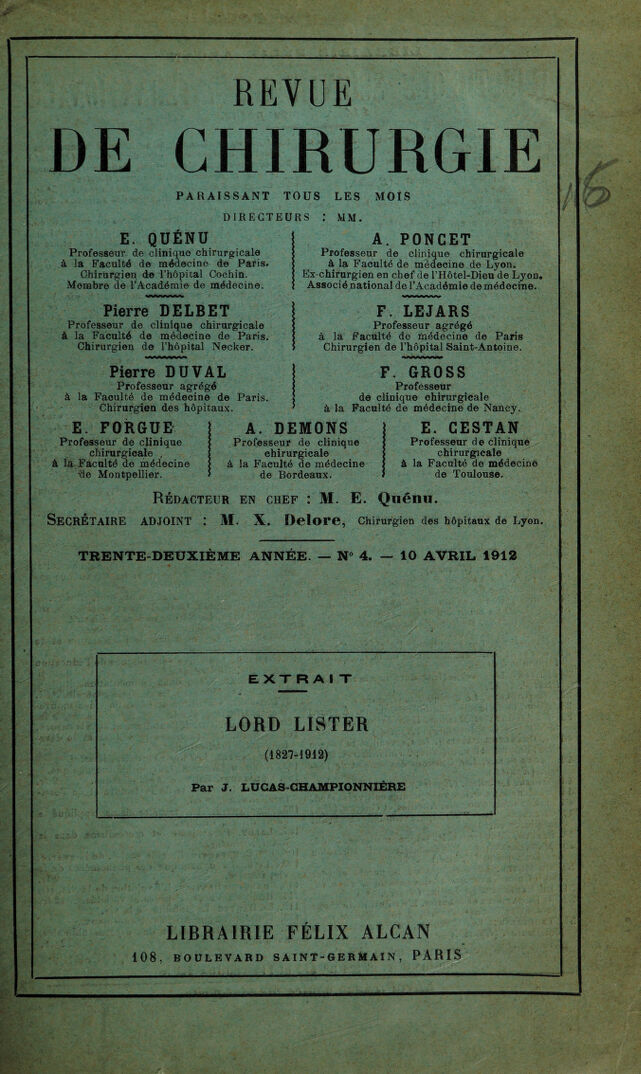 REVUE
DE CHIRURGIE
PARAISSANT TOUS LES MOIS
DIRECTEURS : MM.
E. QUÉNU
Professeur de clinique chirurgicale
à la Faculté de médecine de Paris.
Chirurgien de l'hôpital Cochin.
Membre de l'Académie de médecine.
A. PONCET
Professeur de clinique chirurgicale
à la Faculté de médecine de Lyon.
Ex-chirurgien en chef de l'Hôtel-Dieu de Lyon.
Associé national de l'Académie de médecine.
Pierre DELBET
Professeur de clinique chirurgicale
à la Faculté de médecine de Paris.
Chirurgien de l'hôpital Necker.
F. LEJARS
Professeur agrégé
à la Faculté de médecine de Paris
Chirurgien de l'hôpital Saint-Antoine.
Pierre DUVAL
Professeur agrégé
à la Faculté de médecine de Paris.
Chirurgien des hôpitaux.
F. GROSS
Professeur
de clinique chirurgicale
à la Faculté de médecine de Nancy.
E. FORGUE
Professeur de clinique
chirurgicale
à la Faculté de médecine
de Montpellier.
A. DEMONS
Professeur de clinique
chirurgicale
à la Faculté de médecine
de Bordeaux.
E. CESTAN
Professeur de clinique
chirurgicale
à la Faculté de médecine
de Toulouse.
RÉDACTEUR EN CHEF : M. E. Quénu.
SECRÉTAIRE ADJOINT : M. X. Delore, Chirurgien des hôpitaux de Lyon.
TRENTE-DEUXIÈME ANNÉE. — N° 4. — 10 AVRIL 1912
EXTRAIT
LORD LISTER
(1827-1912)
Par J. LUCAS-CHAMPIONNIÈRE
LIBRAIRIE FÉLIX ALCAN
108, BOULEVARD SAINT-GERMAIN, PARIS